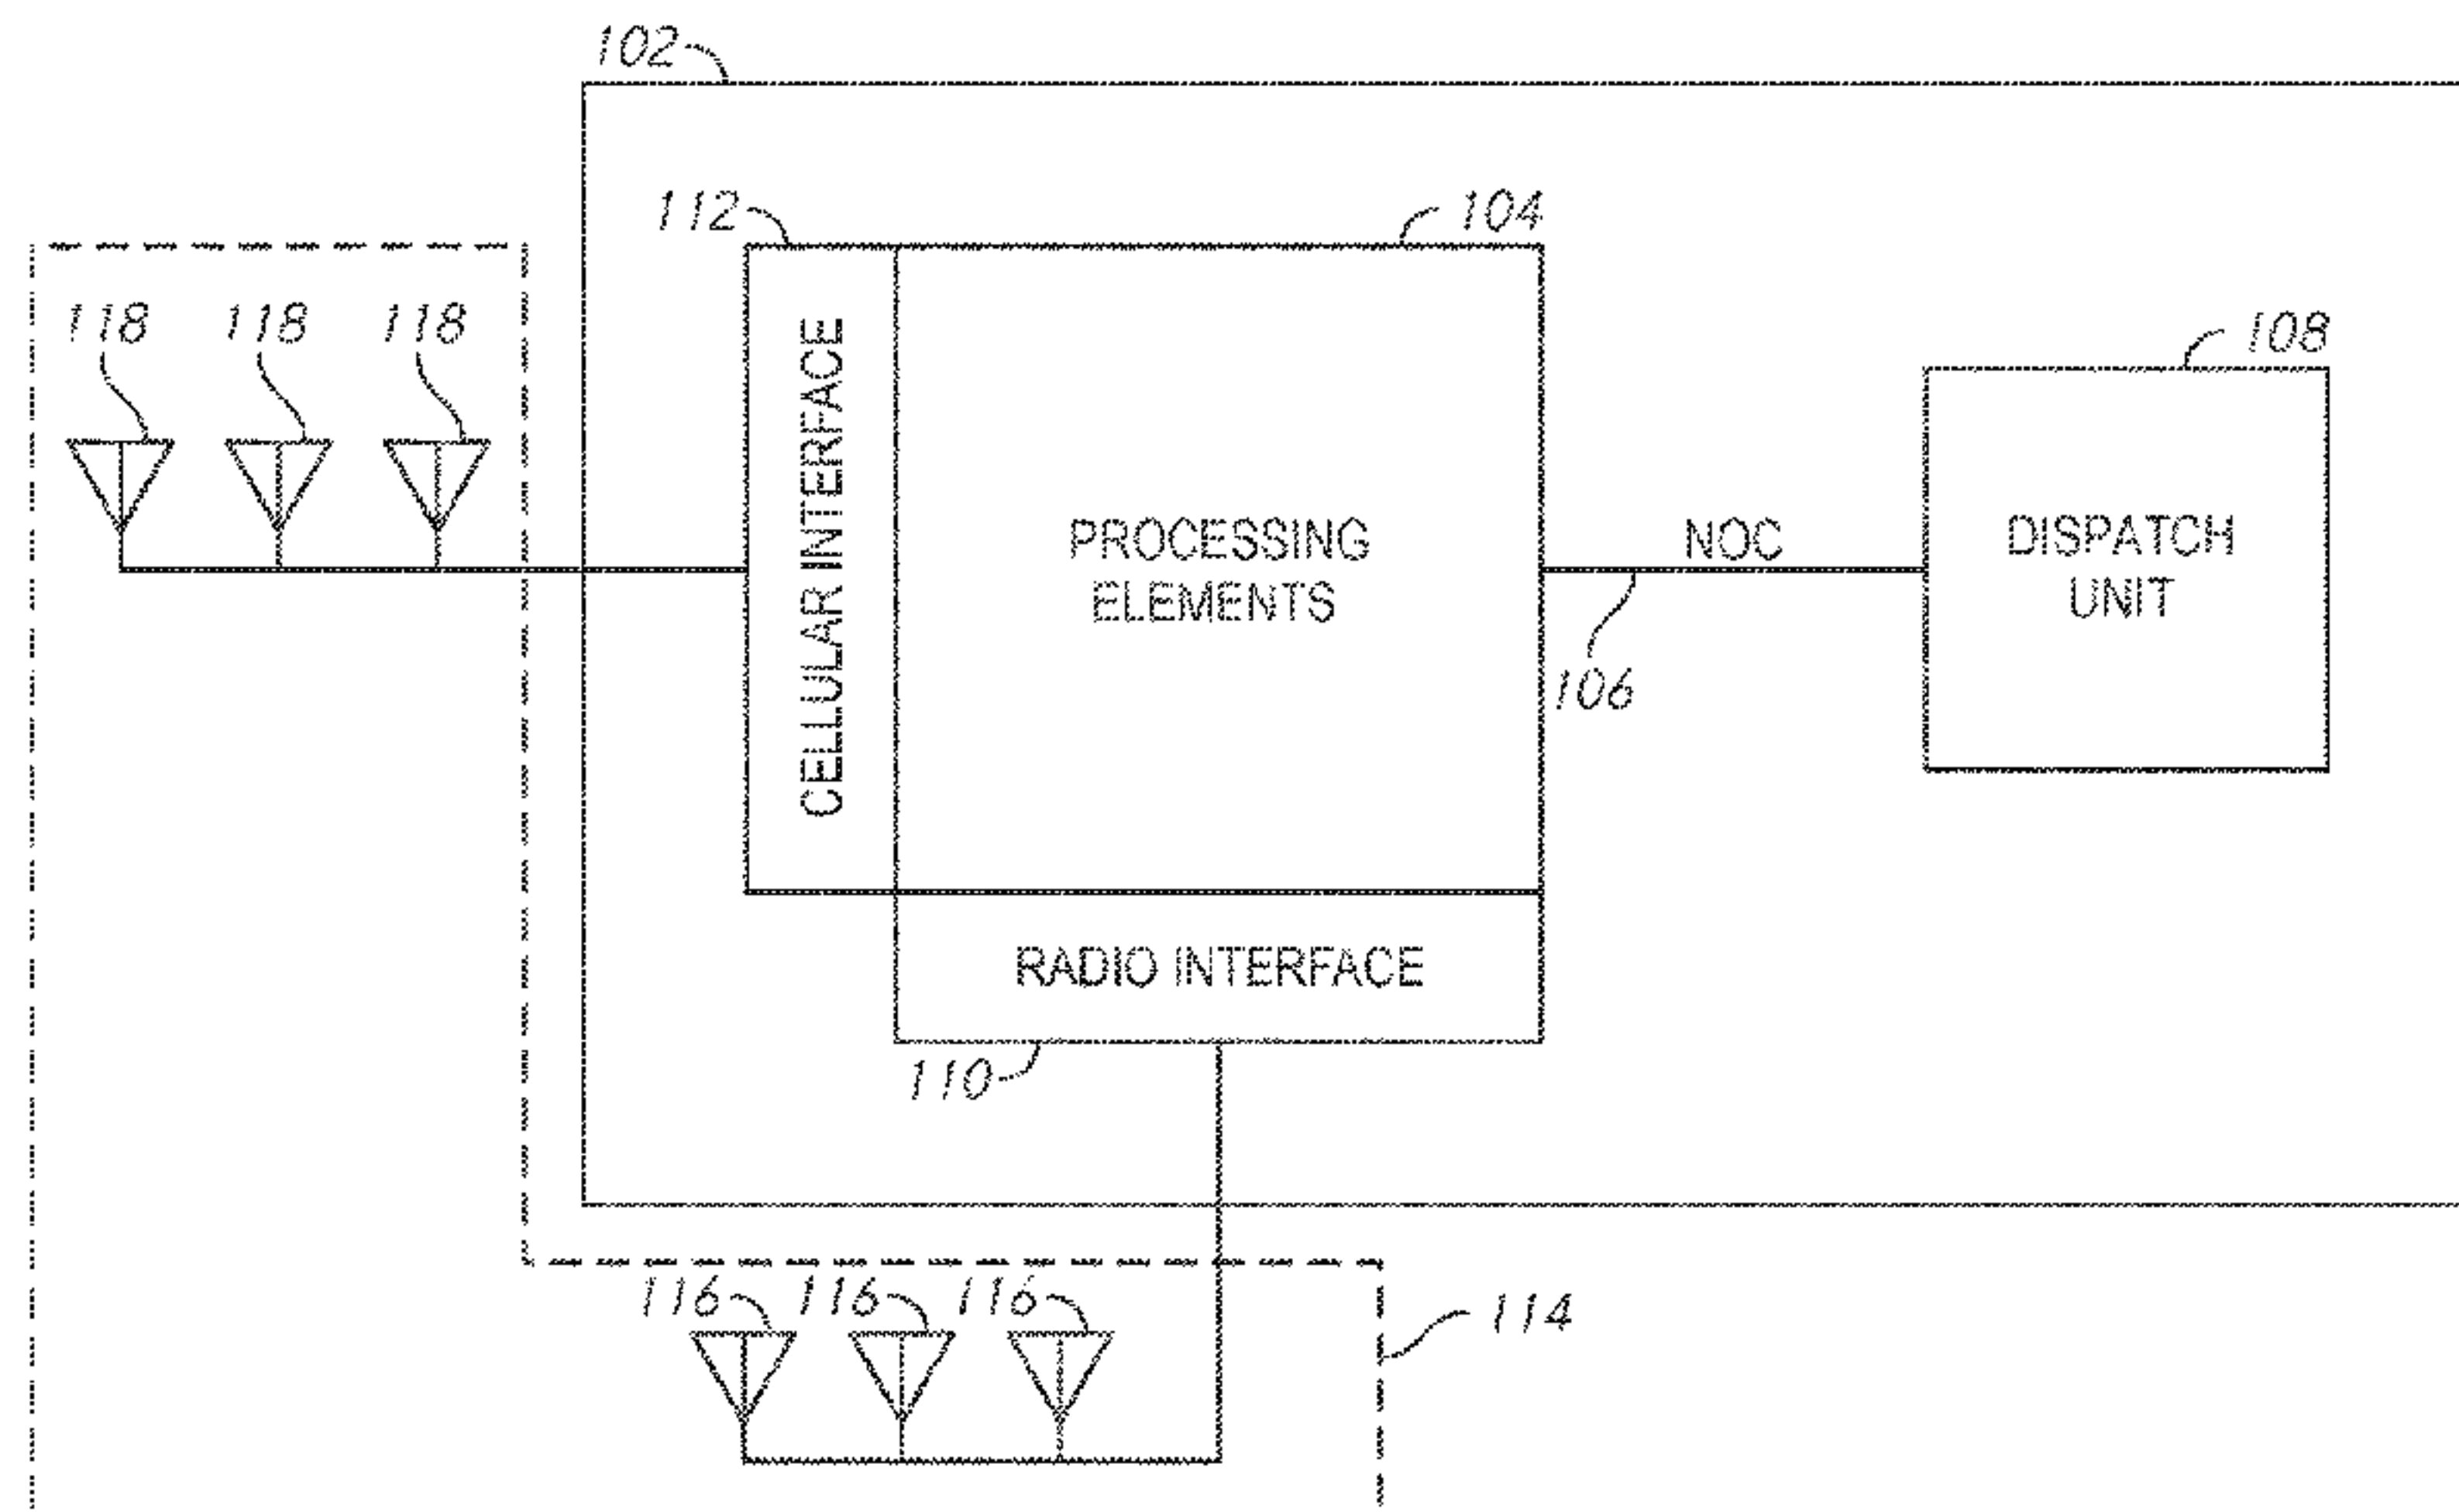 102
112
104
118 118 118
108
CELLULAR INTERFACE
PROCESSING
ELEMENTS
NOC
DISPATCH
UNIT
106
RADIO INTERFACE
110
116 116 116
114